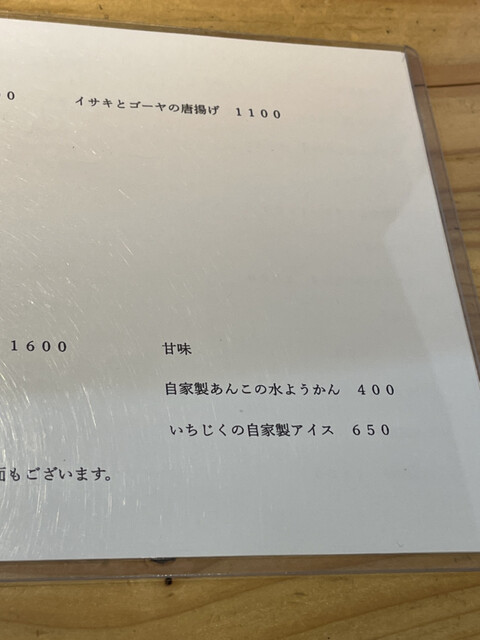 ００　イサキとゴーヤの唐揚げ　１１００
１６００　甘味
自家製あんこの水ようかん　４００
いちじくの自家製アイス　６５０
面もございます。